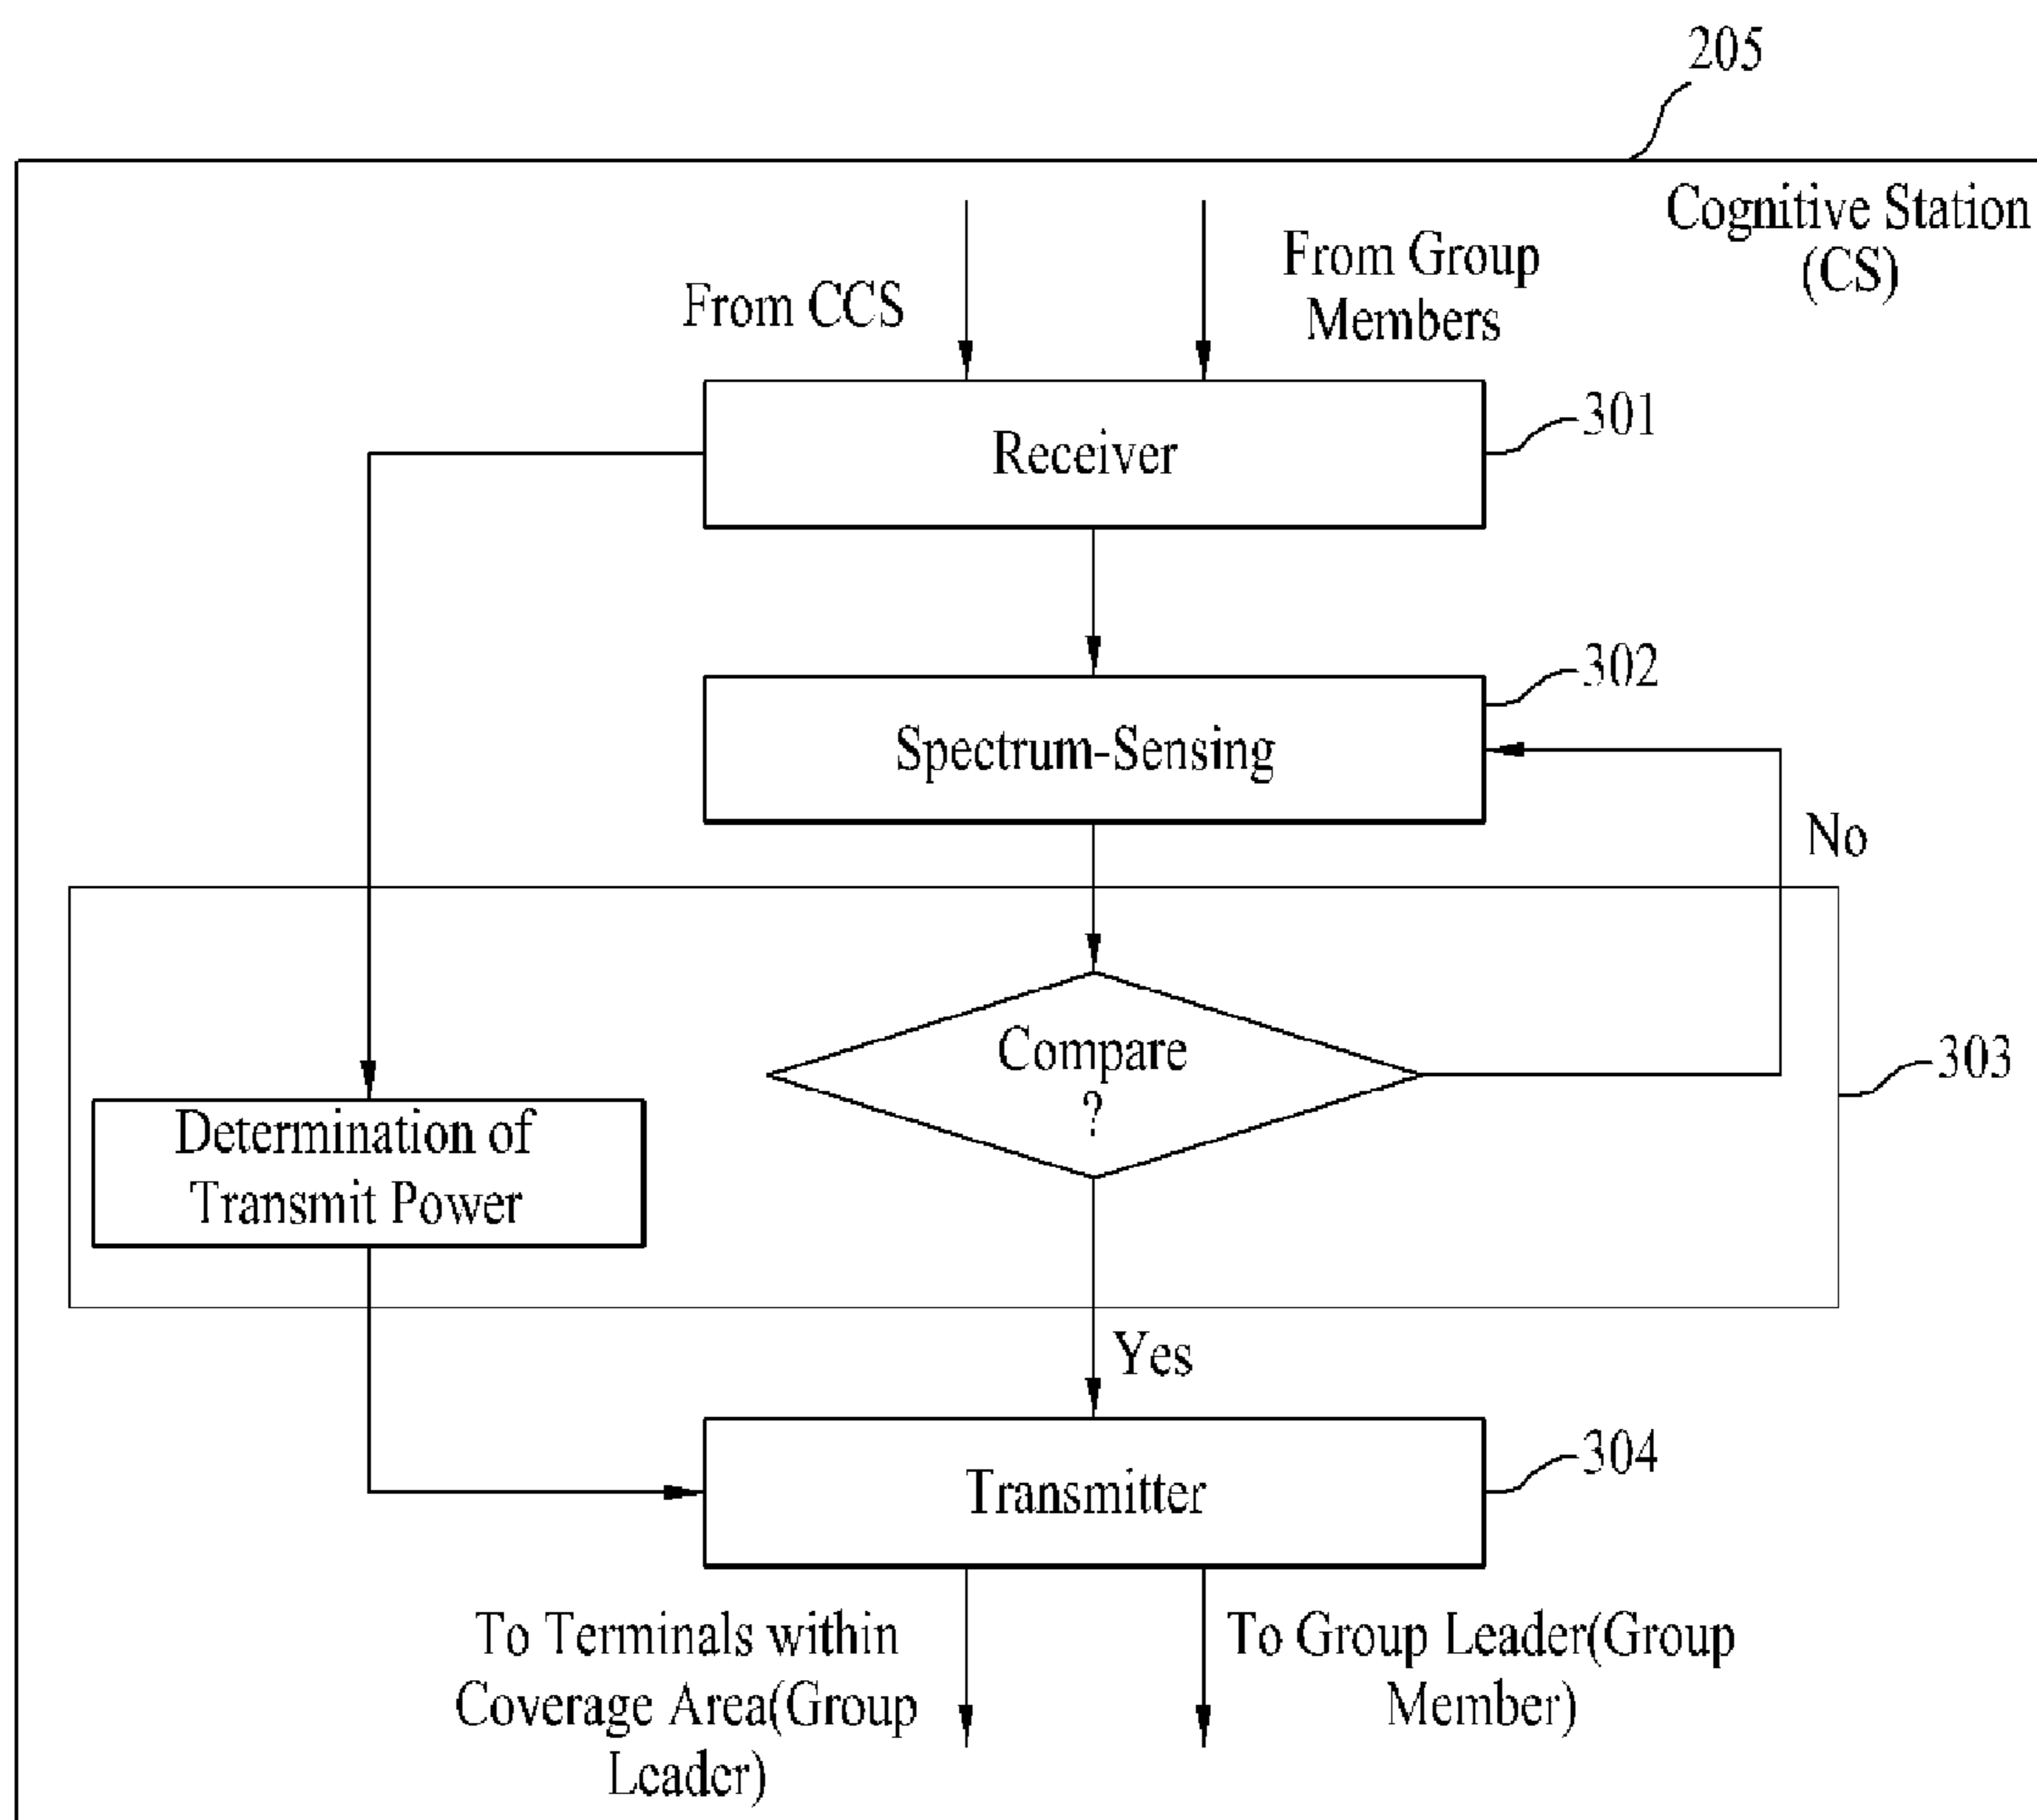 205
Cognitive Station
(CS)
From CCS
From Group
Members
Receiver
301
Spectrum-Sensing
302
No
Compare
?
303
Determination of
Transmit Power
Yes
Transmitter
304
To Terminals within
Coverage Area(Group
Leader)
To Group Leader(Group
Member)